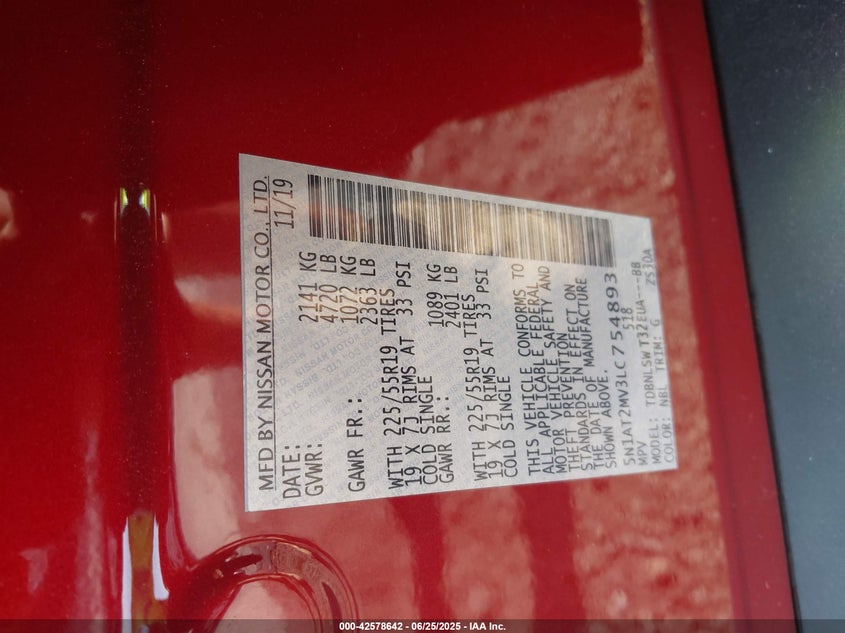 MFD BY NISSAN MOTOR CO., LTD.
DATE: 11/19
GVWR: 2141 KG
4720 LB
GAWR FR.: 1072 KG
2363 LB
WITH 225/55R19 TIRES
19 X 7J RIMS AT 33 PSI
COLD SINGLE
GAWR RR.: 1089 KG
2401 LB
WITH 225/55R19 TIRES
19 X 7J RIMS AT 33 PSI
COLD SINGLE
THIS VEHICLE CONFORMS TO
ALL APPLICABLE FEDERAL
MOTOR VEHICLE SAFETY AND
THEFT PREVENTION
STANDARDS IN EFFECT ON
THE DATE OF MANUFACTURE
SHOWN ABOVE.
5N1AT2MV3LC754893
MPV 518
MODEL: TDBNLSWT32EUA---BB
COLOR: NBL TRIM: G ZS30A
000-42578642 - 06/25/2025 - IAA Inc.